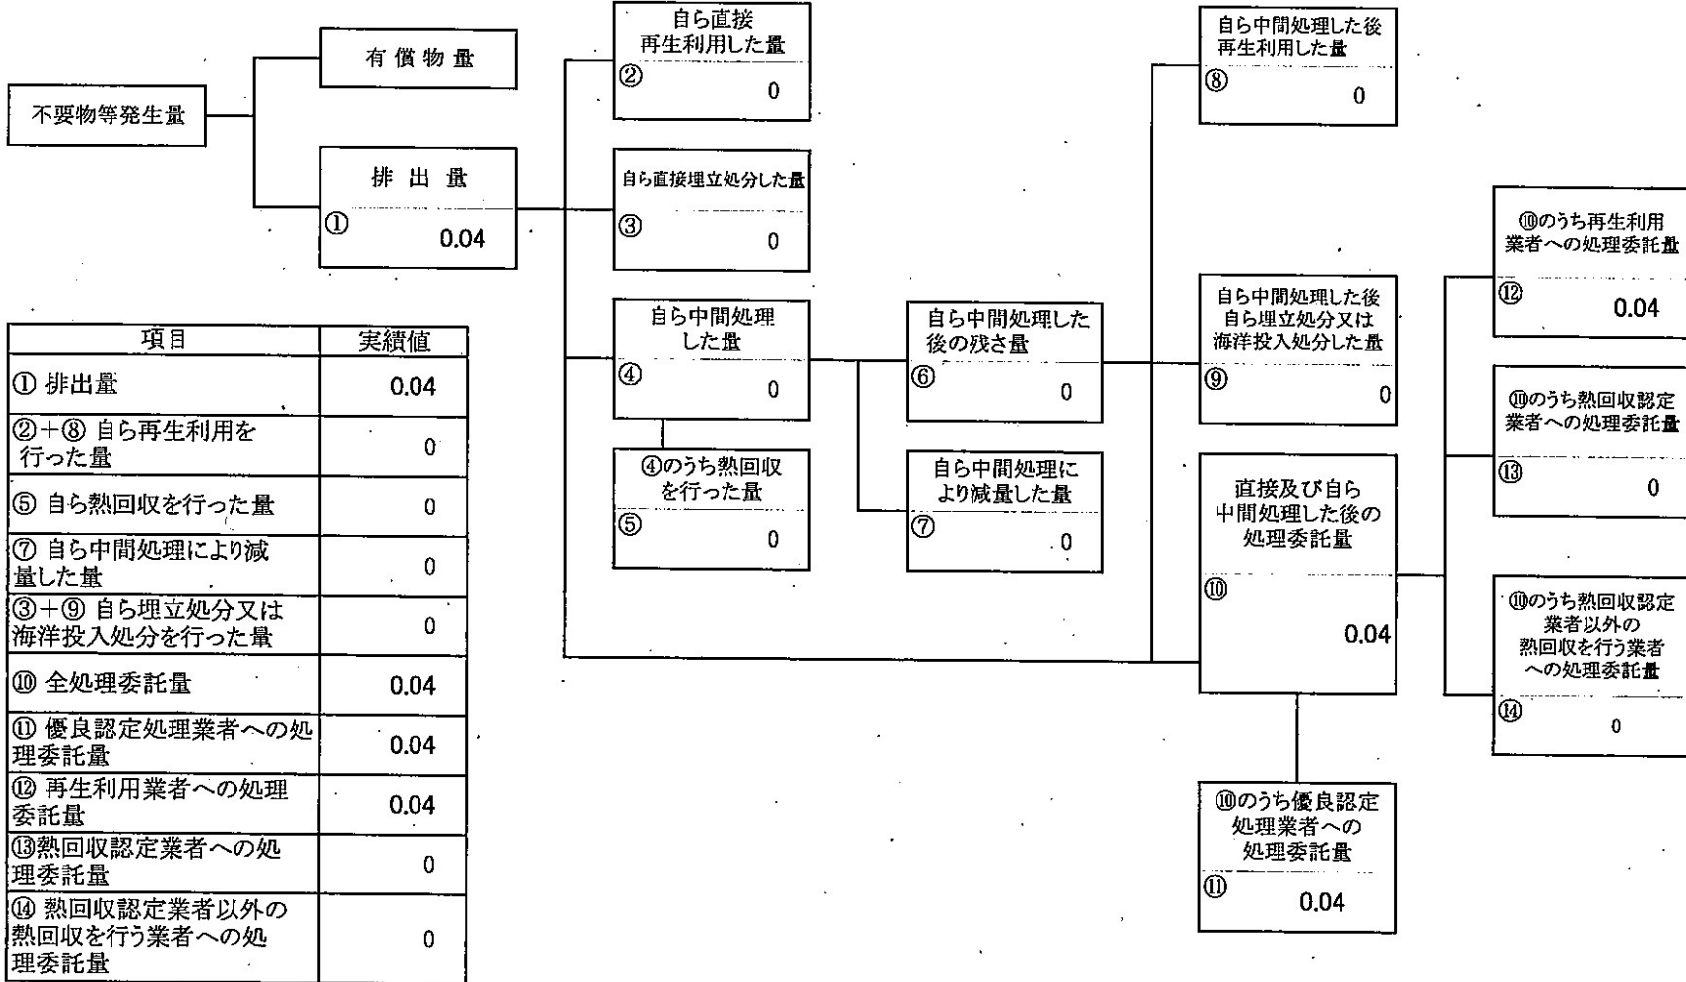 不要物等発生量
有償物量
排出量
①
0.04
自ら直接
再生利用した量
②
0
自ら直接埋立処分した量
③
0
自ら中間処理
した量
④
0
④のうち熱回収
を行った量
⑤
0
自ら中間処理した
後の残さ量
⑥
0
自ら中間処理に
より減量した量
⑦
0
自ら中間処理した後
再生利用した量
⑧
0
自ら中間処理した後
自ら埋立処分又は
海洋投入処分した量
⑨
0
直接及び自ら
中間処理した後の
処理委託量
⑩
0.04
⑩のうち優良認定
処理業者への
処理委託量
⑪
0.04
⑩のうち再生利用
業者への処理委託量
⑫
0.04
⑩のうち熱回収認定
業者への処理委託量
⑬
0
⑩のうち熱回収認定
業者以外の
熱回収を行う業者
への処理委託量
⑭
0
項目 実績値
① 排出量 0.04
②+⑧ 自ら再生利用を
行った量 0
⑤ 自ら熱回収を行った量 0
⑦ 自ら中間処理により減
量した量 0
③+⑨ 自ら埋立処分又は
海洋投入処分を行った量 0
⑩ 全処理委託量 0.04
⑪ 優良認定処理業者への処
理委託量 0.04
⑫ 再生利用業者への処理
委託量 0.04
⑬熱回収認定業者への処
理委託量 0
⑭ 熱回収認定業者以外の
熱回収を行う業者への処
理委託量 0